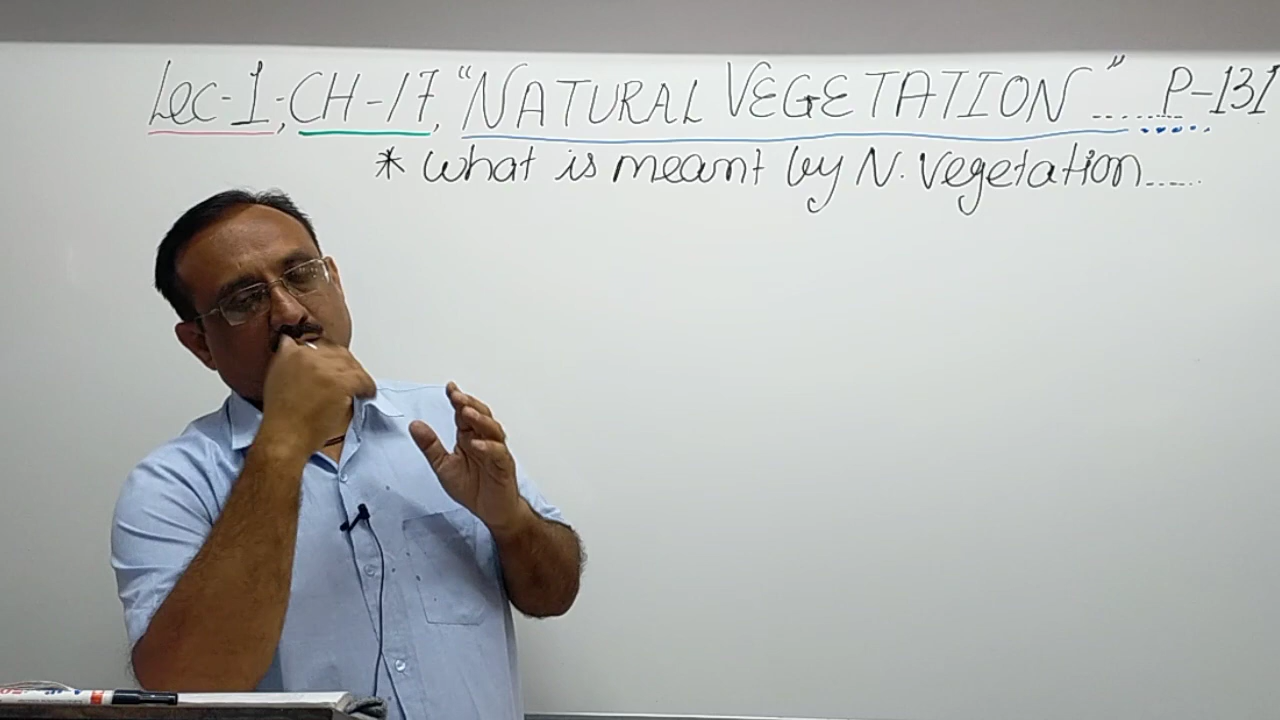 Lec-1, CH-17, "NATURAL VEGETATION" ........ P-131
* what is meant by N. Vegetation......